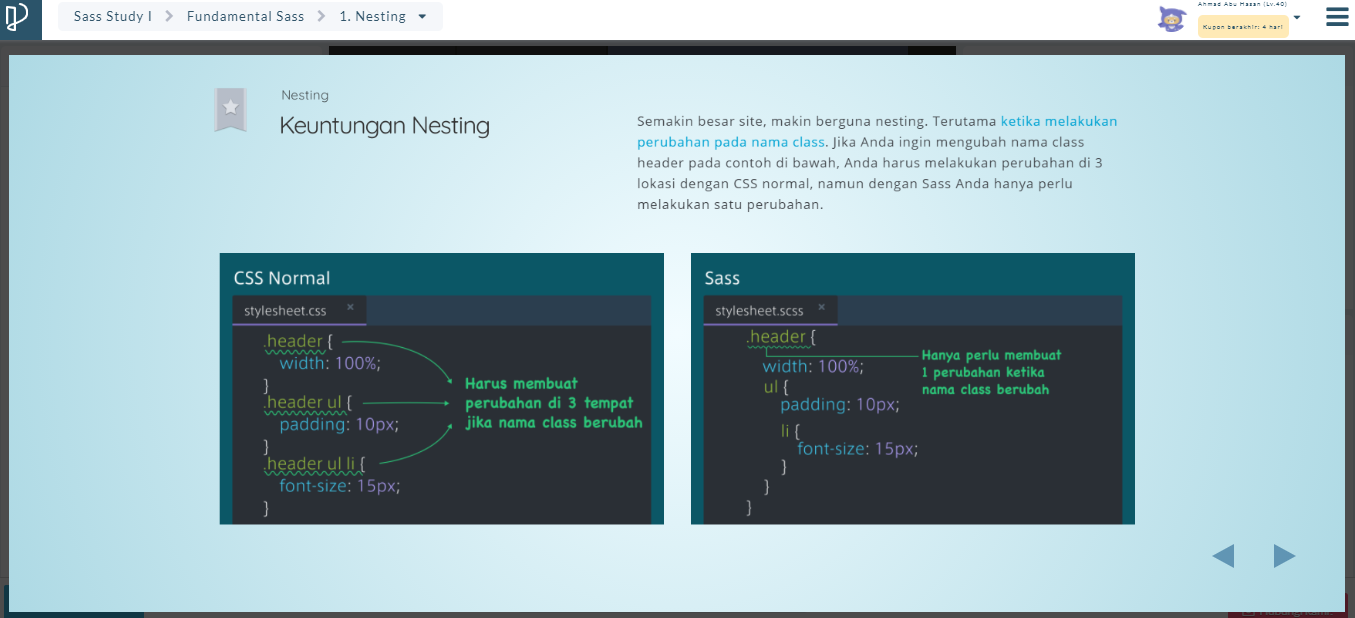 Sass Study I
Fundamental Sass
1. Nesting
Ahmad Abu Hasan (Lv.40)
Kupon berakhir: 4 hari
Nesting
Keuntungan Nesting
Semakin besar site, makin berguna nesting. Terutama ketika melakukan
perubahan pada nama class. Jika Anda ingin mengubah nama class
header pada contoh di bawah, Anda harus melakukan perubahan di 3
lokasi dengan CSS normal, namun dengan Sass Anda hanya perlu
melakukan satu perubahan.
CSS Normal
stylesheet.css ×
.header {
width: 100%;
}
.header ul {
padding: 10px;
}
.header ul li {
font-size: 15px;
}
Harus membuat
perubahan di 3 tempat
jika nama class berubah
Sass
stylesheet.scss ×
.header {
width: 100%;
ul {
padding: 10px;
li {
font-size: 15px;
}
}
}
Hanya perlu membuat
1 perubahan ketika
nama class berubah